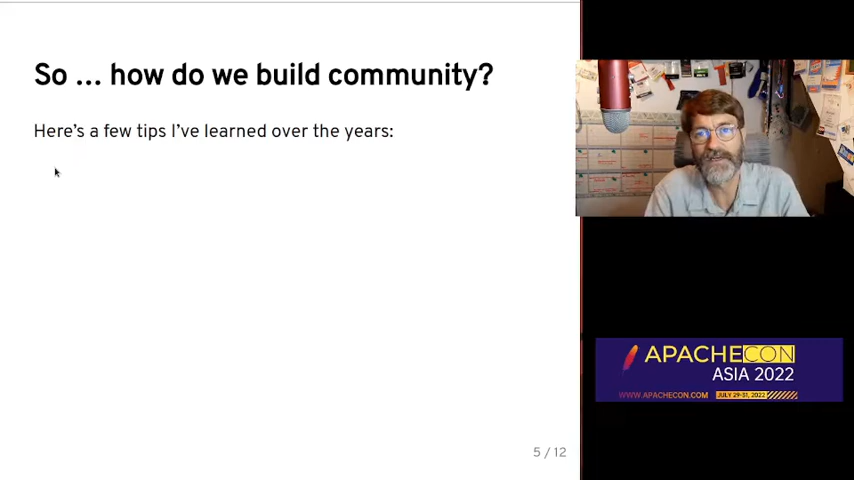 So … how do we build community?
Here's a few tips I've learned over the years:
5 / 12
APACHECON
ASIA 2022
WWW.APACHECON.COM JULY 29-31, 2022